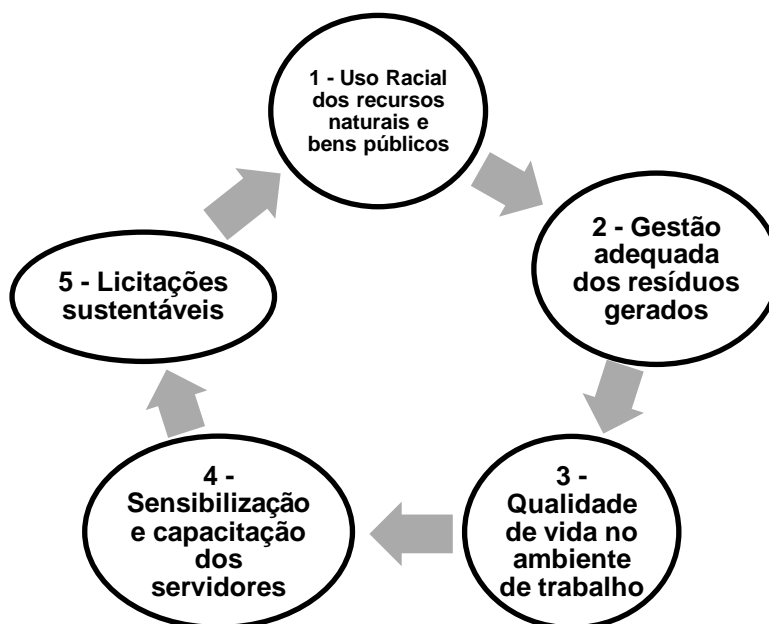 1 - Uso Racial
dos recursos
naturais e
bens públicos
2 - Gestão
adequada
dos resíduos
gerados
3 -
Qualidade
de vida no
ambiente
de trabalho
4 -
Sensibilização
e capacitação
dos
servidores
5 - Licitações
sustentáveis